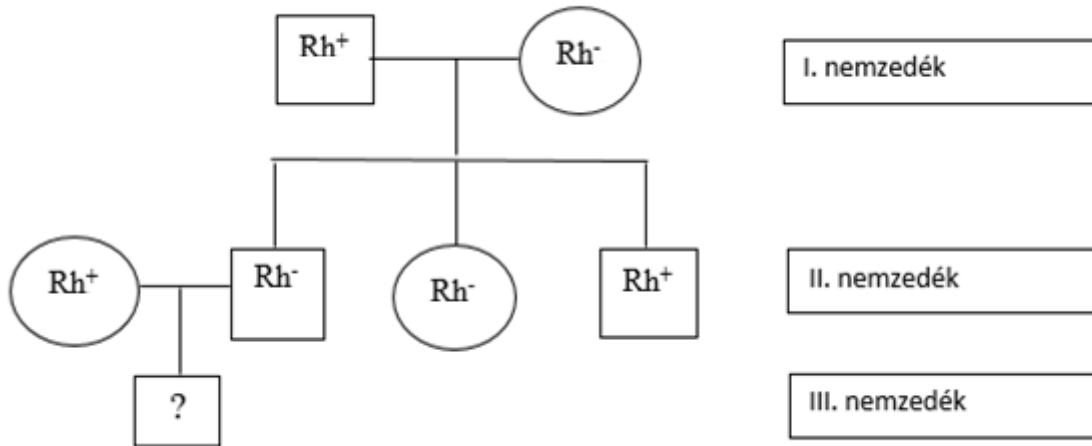 Rh⁺
Rh⁻
I. nemzedék
Rh⁺
Rh⁻
Rh⁻
Rh⁺
II. nemzedék
?
III. nemzedék